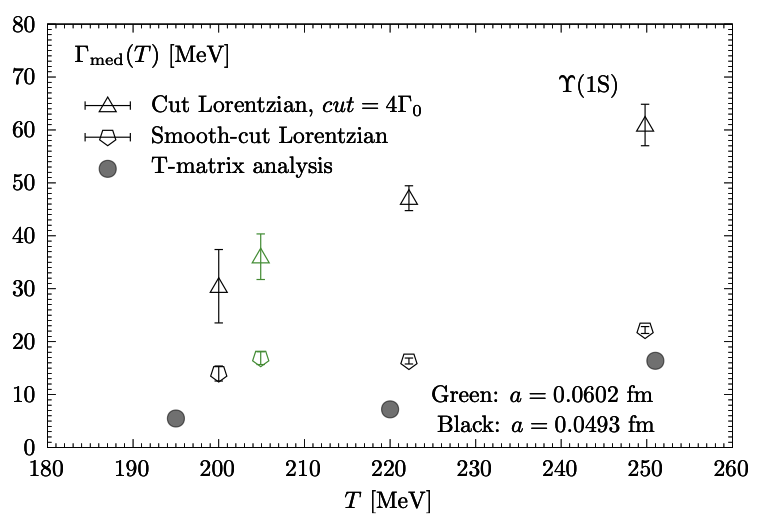 80
70
60
50
40
30
20
10
0
Γmed(T) [MeV]
ϒ(1S)
Cut Lorentzian, cut = 4Γ0
Smooth-cut Lorentzian
T-matrix analysis
Green: a = 0.0602 fm
Black: a = 0.0493 fm
180 190 200 210 220 230 240 250 260
T [MeV]